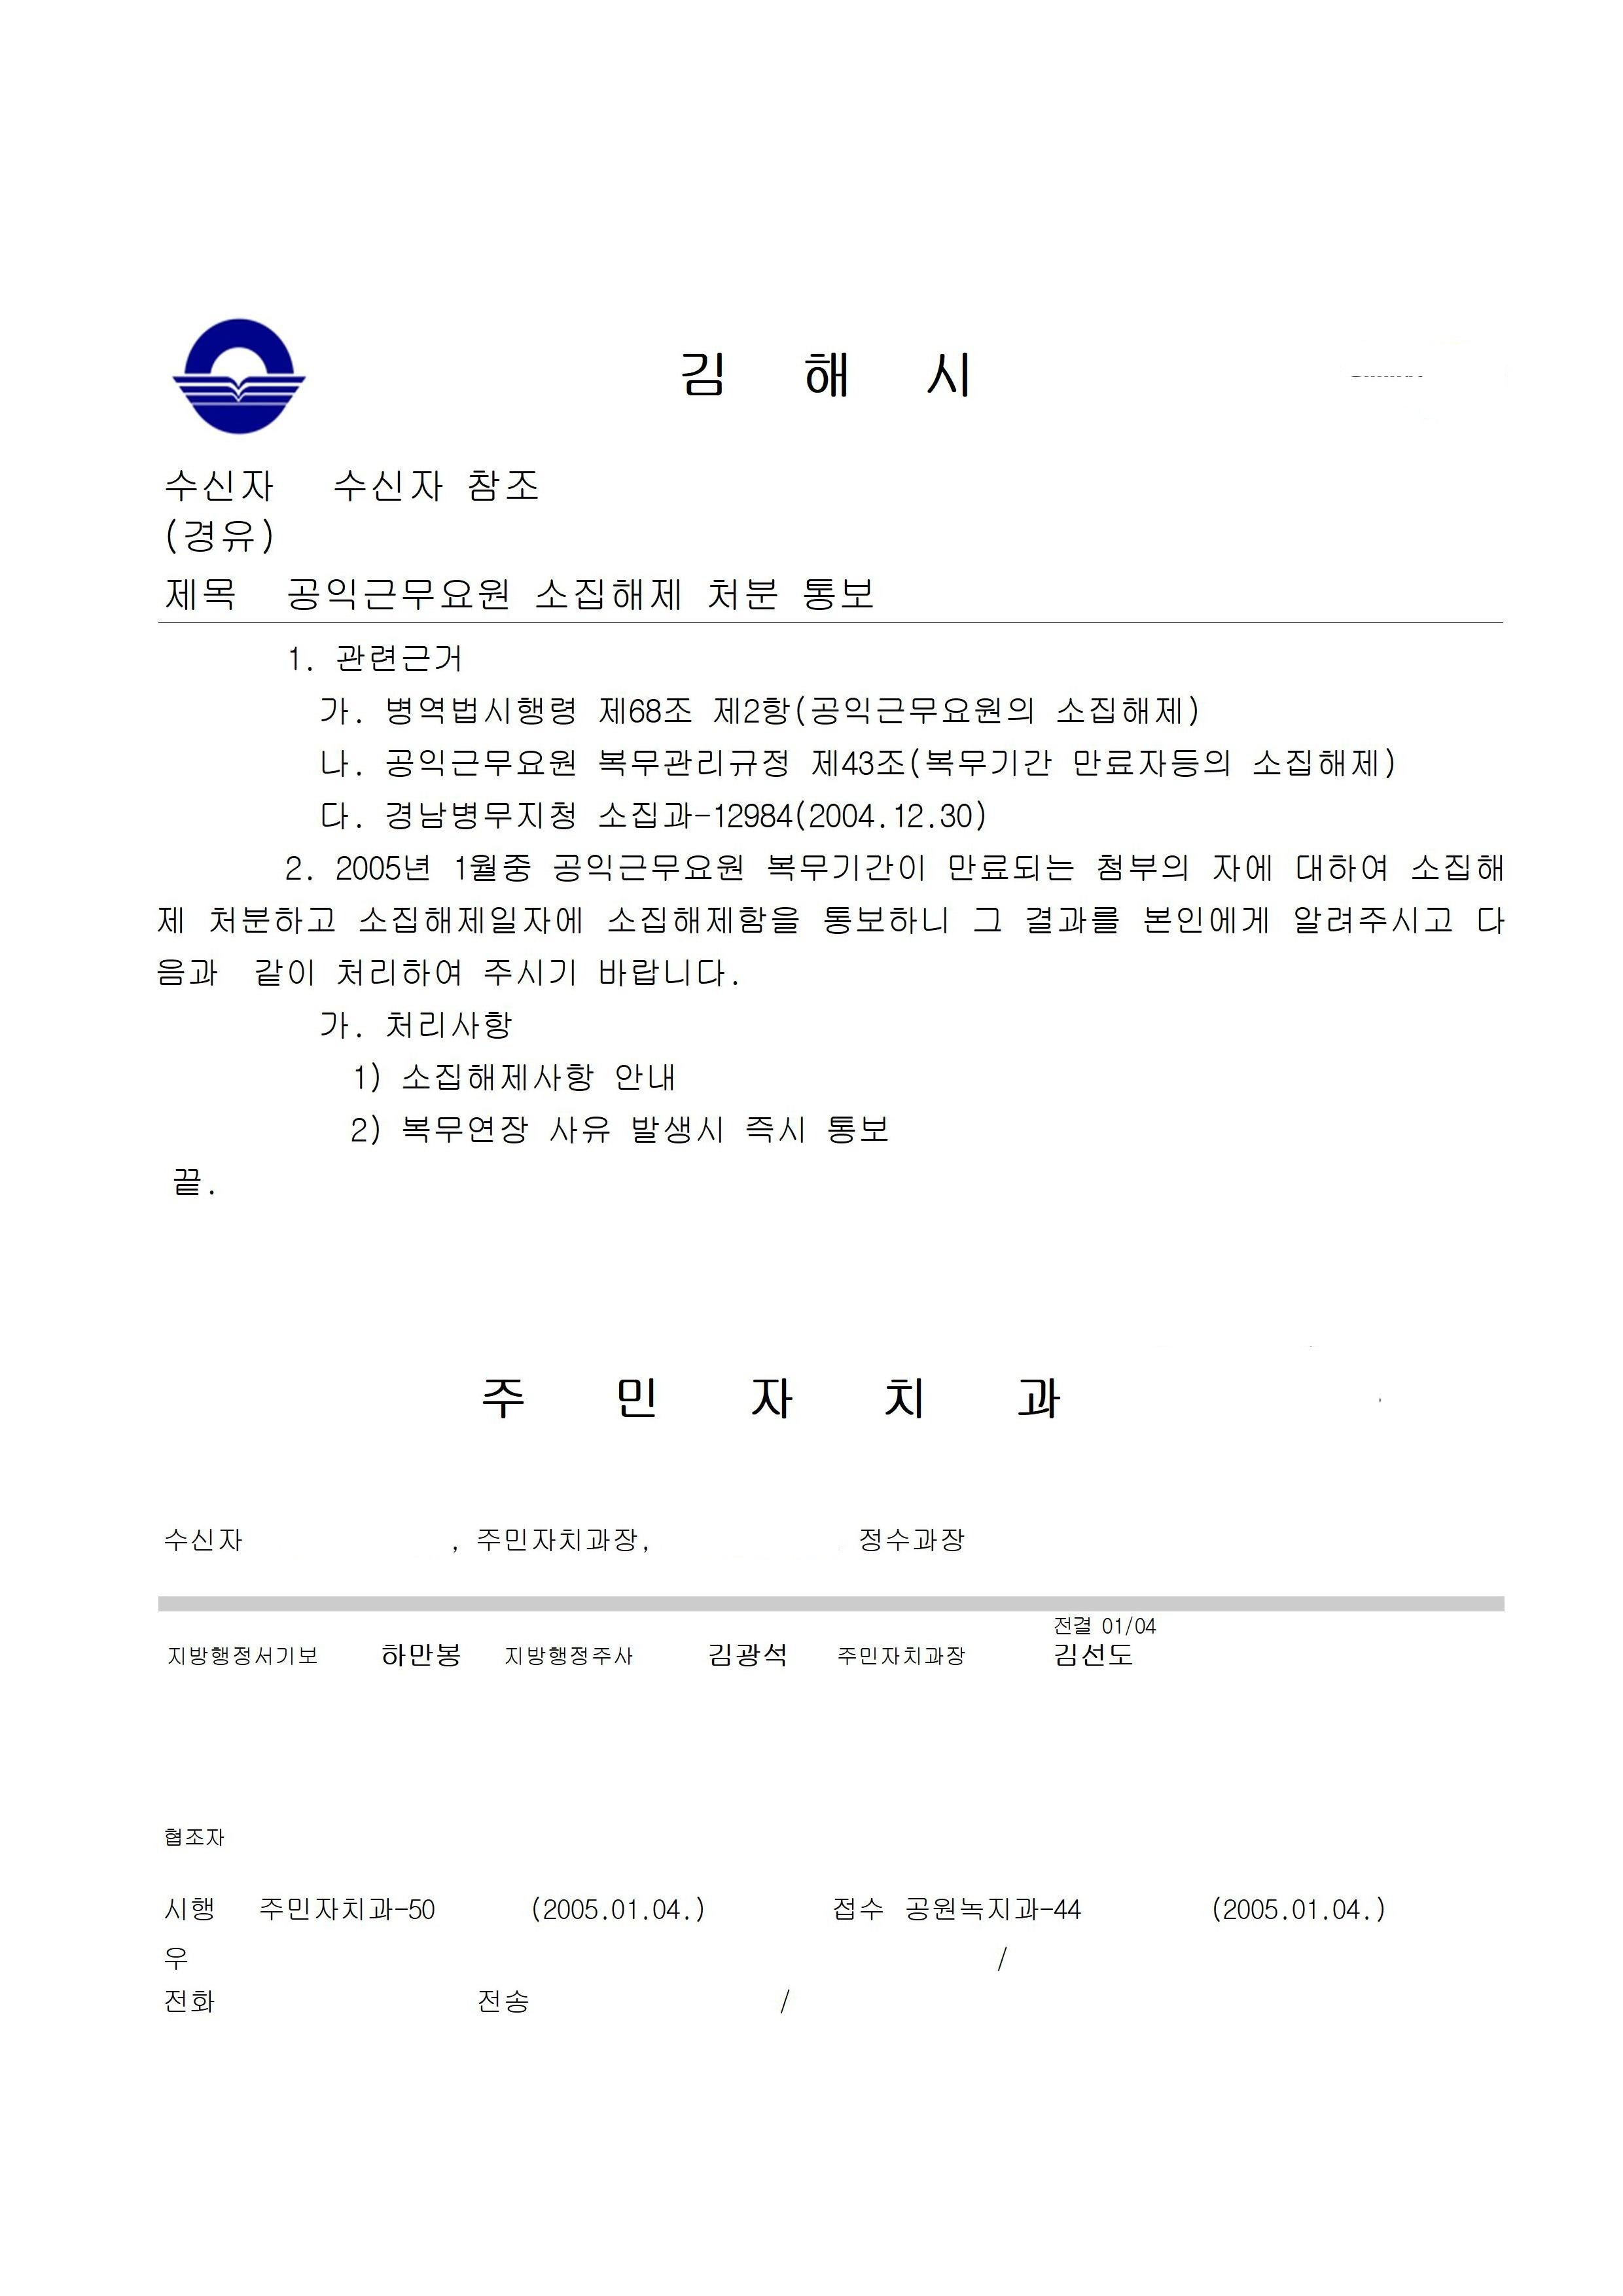 김 해 시
수신자 수신자 참조
(경유)
제목 공익근무요원 소집해제 처분 통보
1. 관련근거
가. 병역법시행령 제68조 제2항(공익근무요원의 소집해제)
나. 공익근무요원 복무관리규정 제43조(복무기간 만료자등의 소집해제)
다. 경남병무지청 소집과-12984(2004.12.30)
2. 2005년 1월중 공익근무요원 복무기간이 만료되는 첨부의 자에 대하여 소집해
제 처분하고 소집해제일자에 소집해제함을 통보하니 그 결과를 본인에게 알려주시고 다
음과 같이 처리하여 주시기 바랍니다.
가. 처리사항
1) 소집해제사항 안내
2) 복무연장 사유 발생시 즉시 통보
끝.
주 민 자 치 과
수신자 , 주민자치과장, 정수과장
전결 01/04
지방행정서기보 하만봉 지방행정주사 김광석 주민자치과장 김선도
협조자
시행 주민자치과-50 (2005.01.04.) 접수 공원녹지과-44 (2005.01.04.)
우 /
전화 전송 /